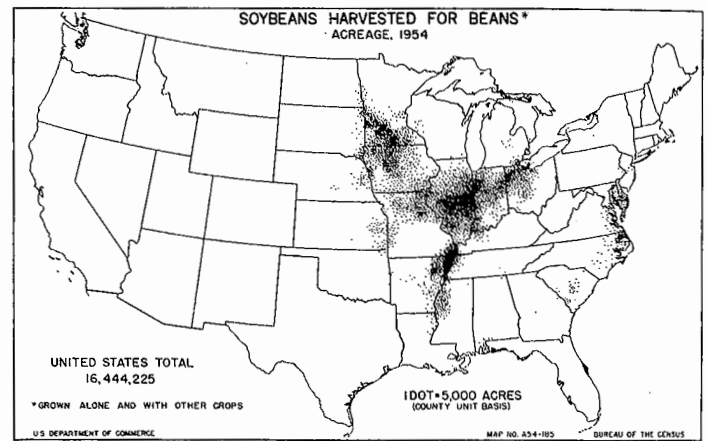 SOYBEANS HARVESTED FOR BEANS*
ACREAGE, 1954
UNITED STATES TOTAL
16,444,225
*GROWN ALONE AND WITH OTHER CROPS
1 DOT=5,000 ACRES
(COUNTY UNIT BASIS)
U S DEPARTMENT OF COMMERCE
MAP NO. A54-185
BUREAU OF THE CENSUS